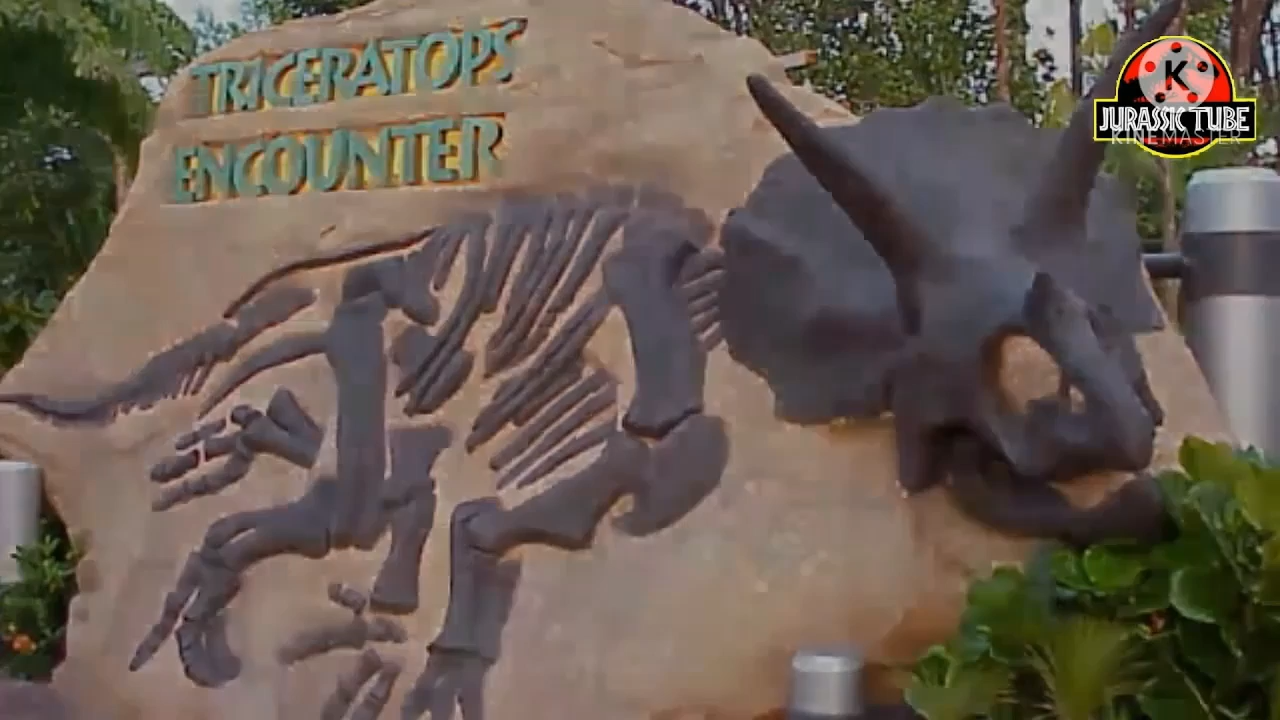 TRICERATOPS
ENCOUNTER
K
JURASSIC TUBE
KINEMASTER